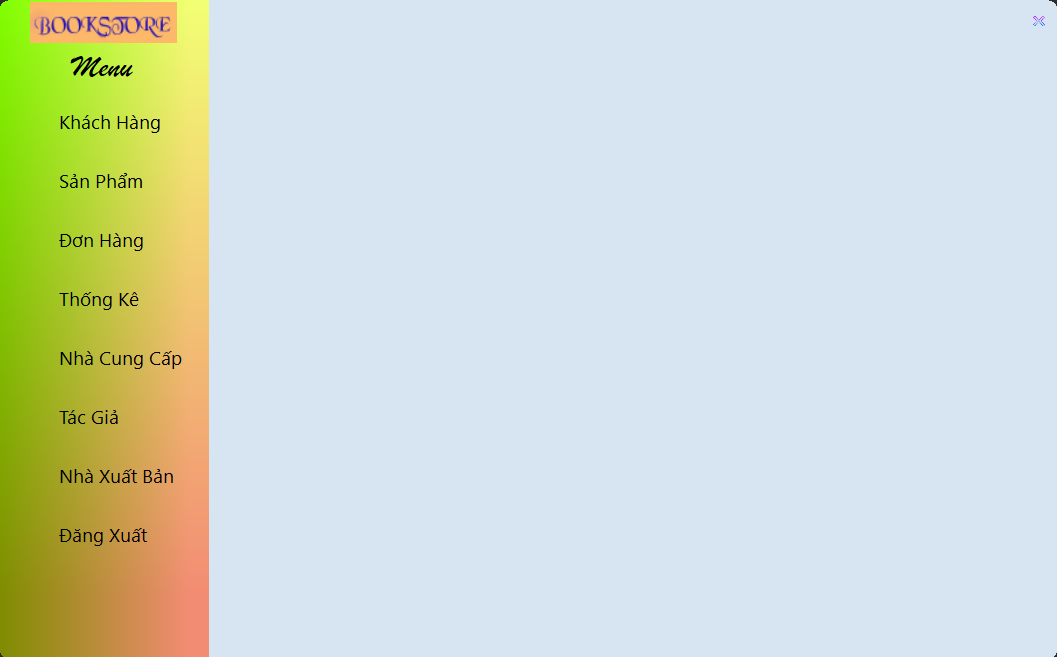 BOOKSTORE
Menu
Khách Hàng
Sản Phẩm
Đơn Hàng
Thống Kê
Nhà Cung Cấp
Tác Giả
Nhà Xuất Bản
Đăng Xuất